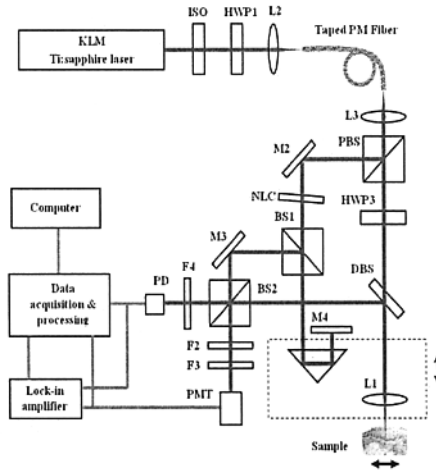 ISO HWP1 L2
Taped PM Fiber
KLM
Ti:sapphire laser
L3
M2 PBS
NLC
HWP3
BS1
Computer
M3
DBS
F4
PD BS2
Data
acquisition &
processing
M4
F2
F3
L1
Lock-in
amplifier
PMT
Sample